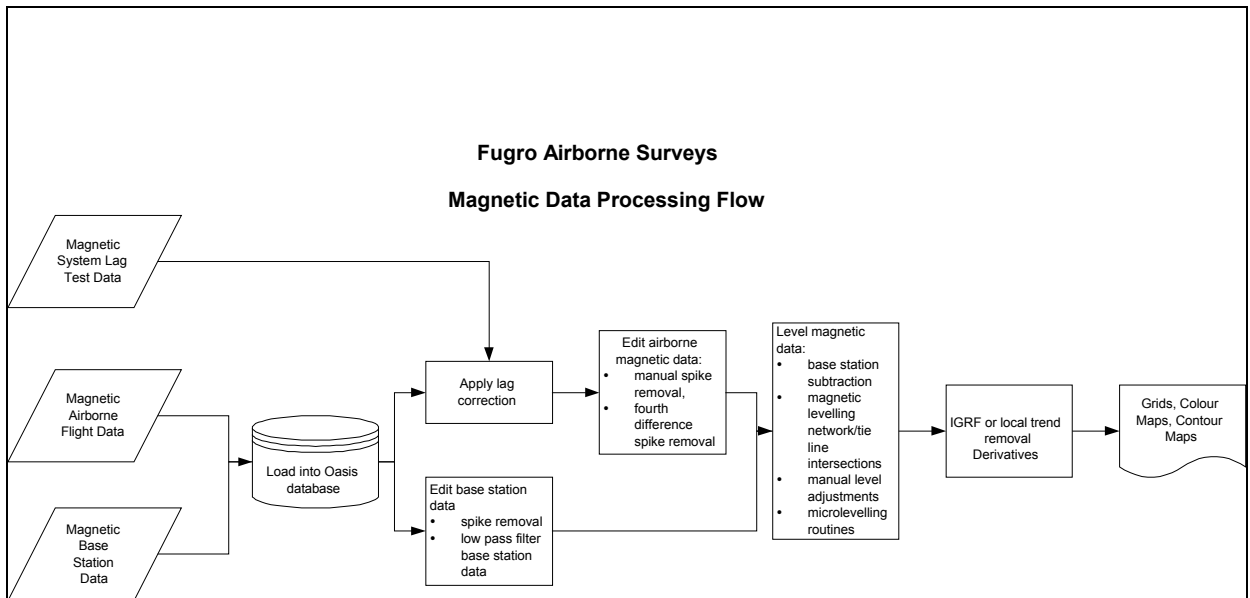 Fugro Airborne Surveys
Magnetic Data Processing Flow
Magnetic
System Lag
Test Data
Magnetic
Airborne
Flight Data
Magnetic
Base
Station
Data
Load into Oasis
database
Apply lag
correction
Edit base station
data
• spike removal
• low pass filter
base station
data
Edit airborne
magnetic data:
• manual spike
removal,
• fourth
difference
spike removal
Level magnetic
data:
• base station
subtraction
• magnetic
levelling
network/tie
line
intersections
• manual level
adjustments
• microlevelling
routines
IGRF or local trend
removal
Derivatives
Grids, Colour
Maps, Contour
Maps